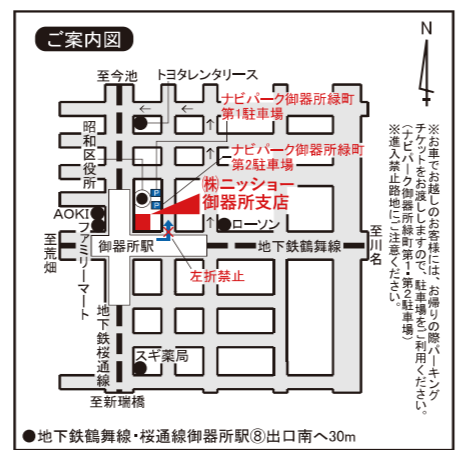 ご案内図
N
至今池
トヨタレンタリース
ナビパーク御器所緑町
第1駐車場
ナビパーク御器所緑町
第2駐車場
昭和区役所
P
P
㈱ニッショー
御器所支店
AOKI
ファミリーマート
ローソン
至荒畑
御器所駅
地下鉄鶴舞線
至川名
左折禁止
地下鉄桜通線
スギ薬局
至新瑞橋
※お車でお越しのお客様には、お帰りの際パーキング
チケットをお渡ししますので、駐車場をご利用ください。
（ナビパーク御器所緑町第1・第2駐車場）
※進入禁止路地にご注意ください。
●地下鉄鶴舞線・桜通線御器所駅⑧出口南へ30m